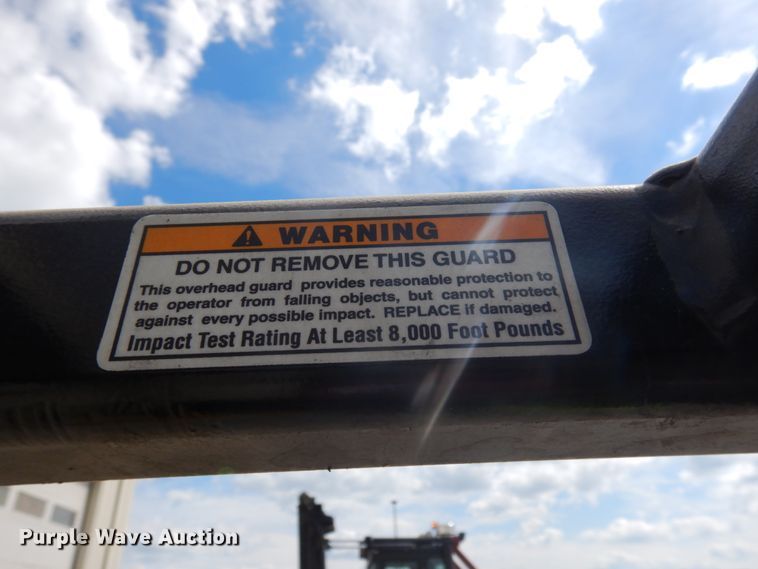 WARNING
DO NOT REMOVE THIS GUARD
This overhead guard provides reasonable protection to
the operator from falling objects, but cannot protect
against every possible impact. REPLACE if damaged.
Impact Test Rating At Least 8,000 Foot Pounds
Purple Wave Auction